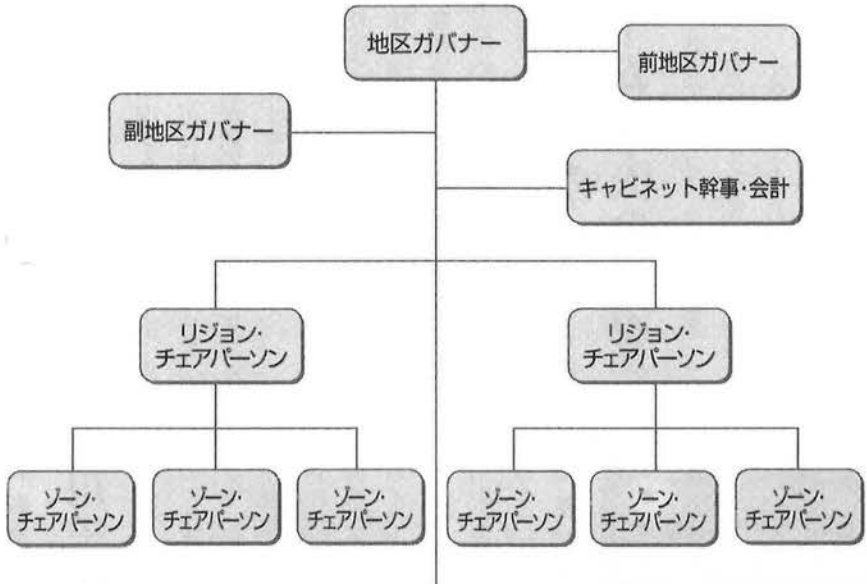 地区ガバナー
前地区ガバナー
副地区ガバナー
キャビネット幹事・会計
リジョン・
チェアパーソン
リジョン・
チェアパーソン
ゾーン・
チェアパーソン
ゾーン・
チェアパーソン
ゾーン・
チェアパーソン
ゾーン・
チェアパーソン
ゾーン・
チェアパーソン
ゾーン・
チェアパーソン